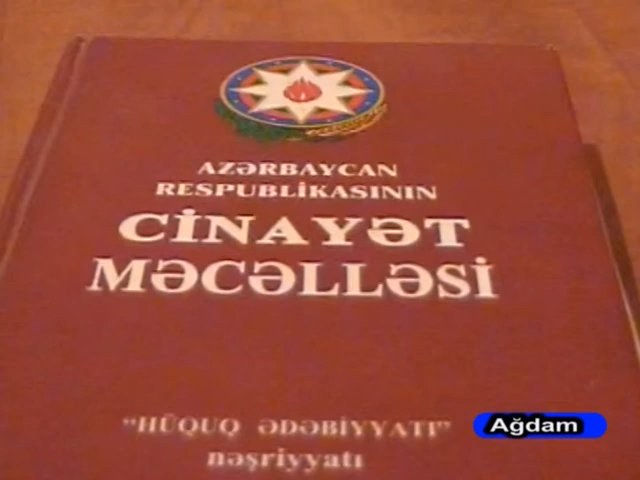 AZƏRBAYCAN
RESPUBLİKASININ
CİNAYƏT
MƏCƏLLƏSİ
"HÜQUQ ƏDƏBİYYATI"
nəşriyyatı
Ağdam